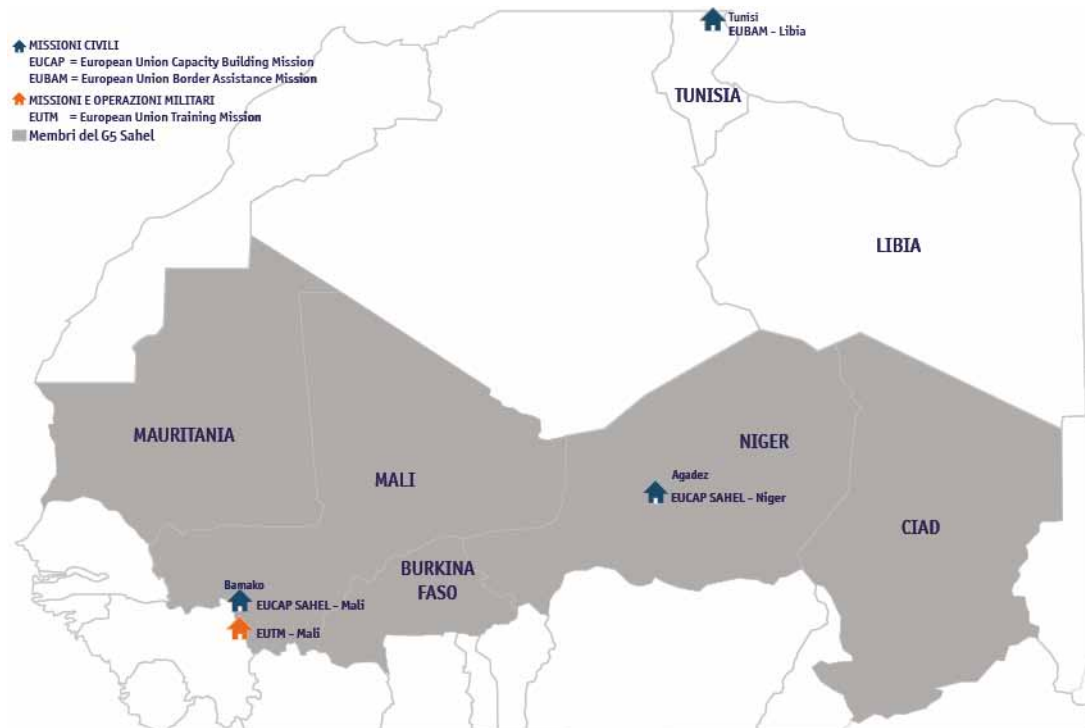 MISSIONI CIVILI
EUCAP = European Union Capacity Building Mission
EUBAM = European Union Border Assistance Mission
MISSIONI E OPERAZIONI MILITARI
EUTM = European Union Training Mission
Membri del G5 Sahel
Tunisi
EUBAM – Libia
TUNISIA
LIBIA
MAURITANIA
MALI
NIGER
Agadez
EUCAP SAHEL – Niger
CIAD
BURKINA
FASO
Bamako
EUCAP SAHEL – Mali
EUTM – Mali